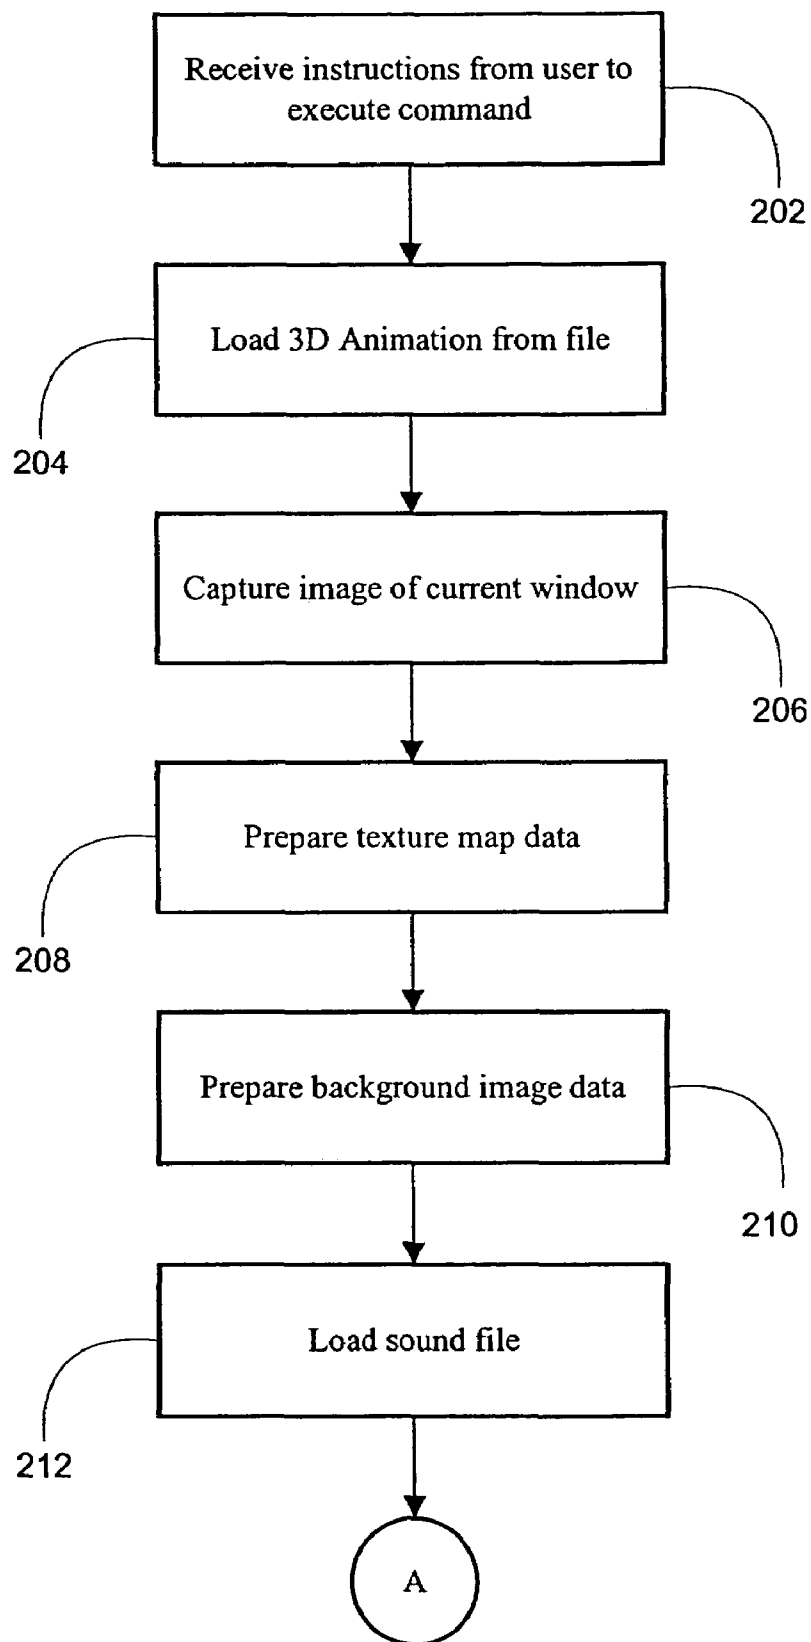 Receive instructions from user to
execute command
202
Load 3D Animation from file
204
Capture image of current window
206
Prepare texture map data
208
Prepare background image data
210
Load sound file
212
A